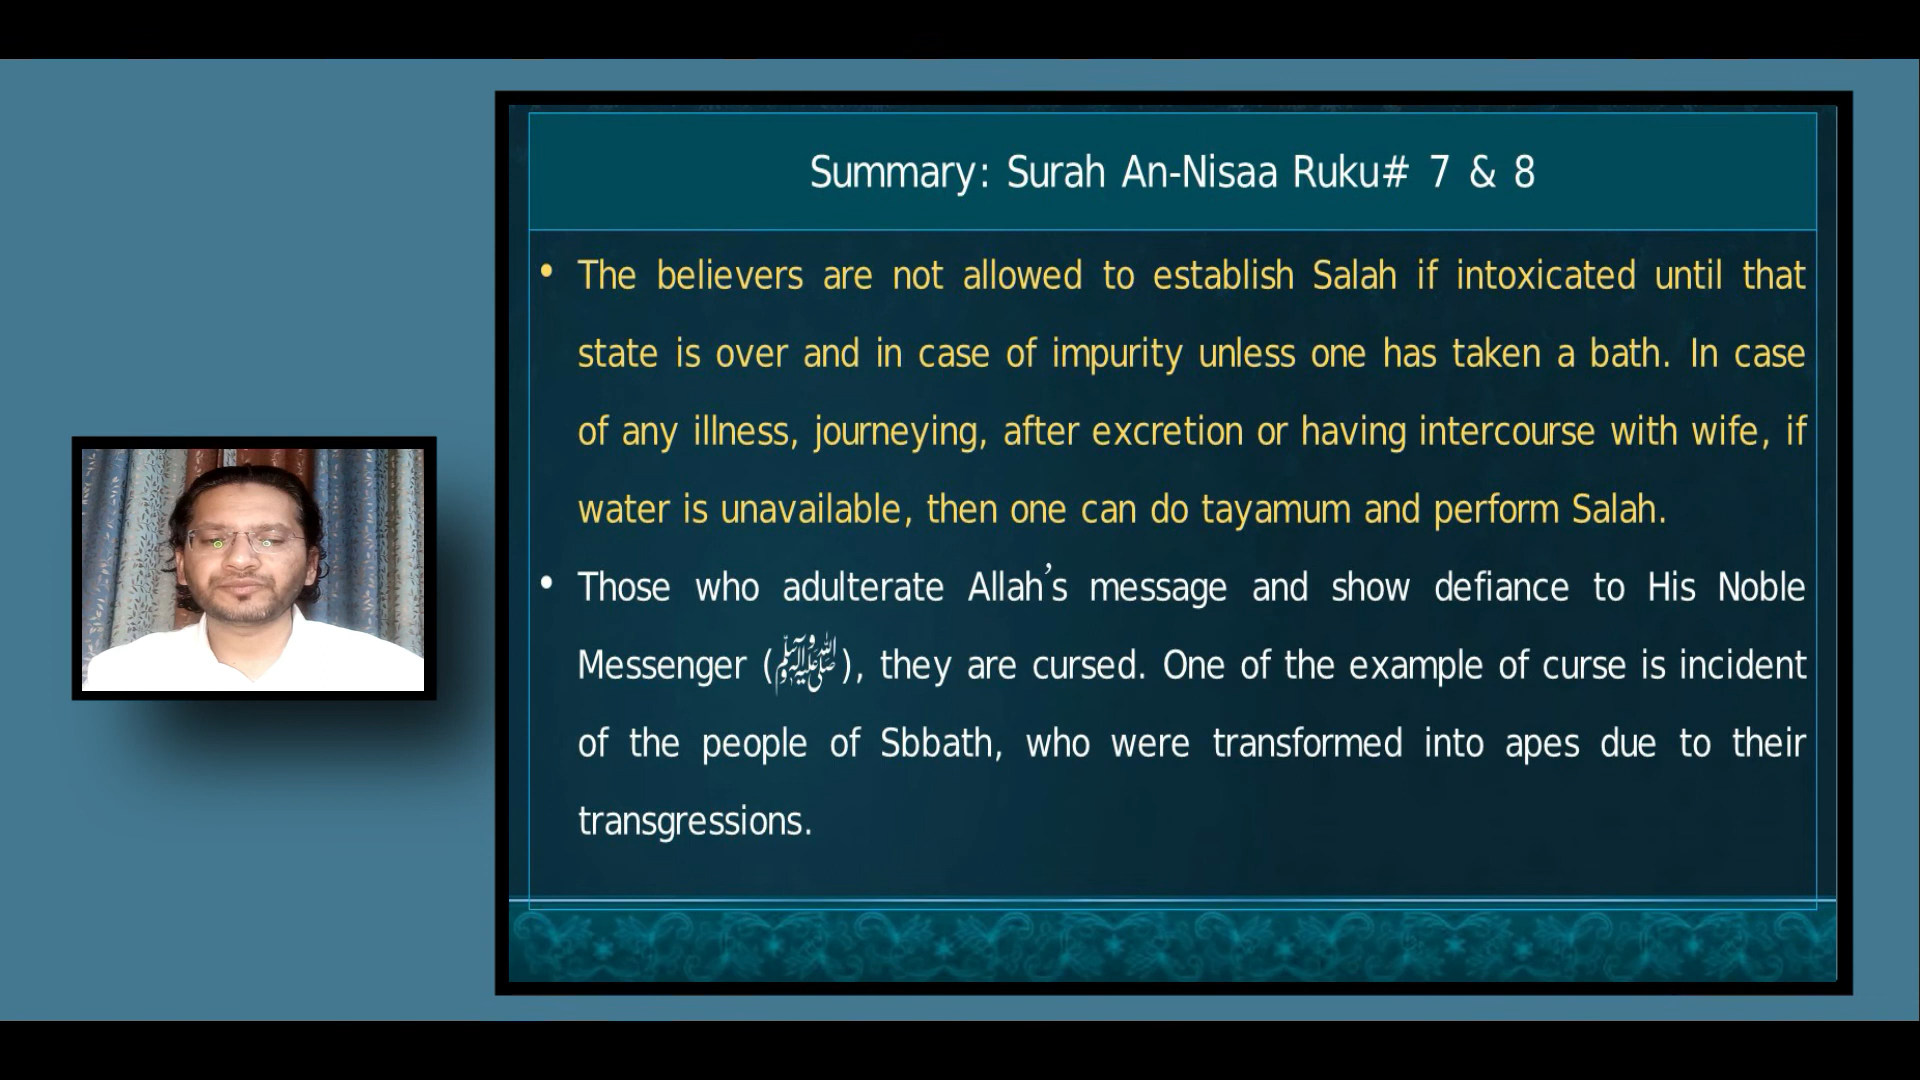 Summary: Surah An-Nisaa Ruku# 7 & 8
• The believers are not allowed to establish Salah if intoxicated until that
state is over and in case of impurity unless one has taken a bath. In case
of any illness, journeying, after excretion or having intercourse with wife, if
water is unavailable, then one can do tayamum and perform Salah.
• Those who adulterate Allah’s message and show defiance to His Noble
Messenger (ﷺ), they are cursed. One of the example of curse is incident
of the people of Sbbath, who were transformed into apes due to their
transgressions.